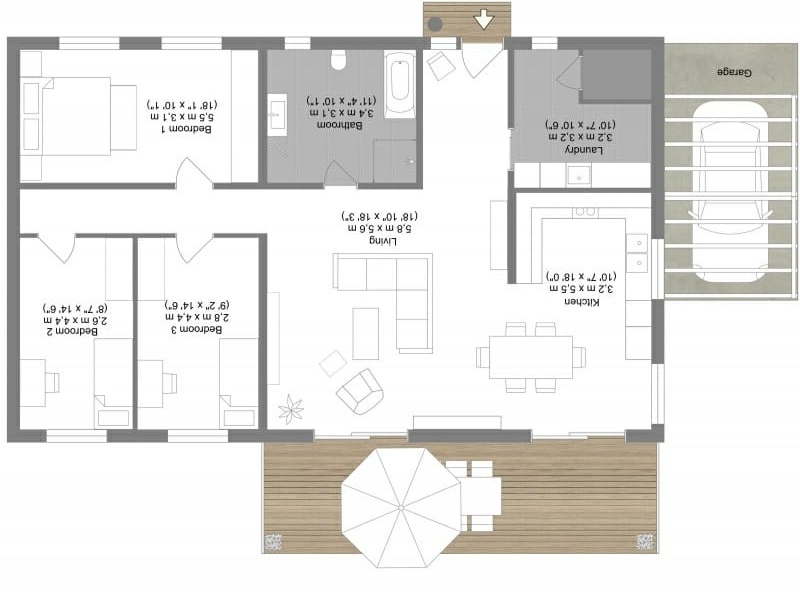 Kitchen
3,2 m x 5,5 m
(10' 7" x 18' 0")
Living
5,8 m x 5,6 m
(18' 10" x 18' 3")
Bedroom 3
2,8 m x 4,4 m
(9' 2" x 14' 6")
Bedroom 2
2,6 m x 4,4 m
(8' 7" x 14' 6")
Garage
Laundry
3,2 m x 3,2 m
(10' 7" x 10' 6")
Bathroom
3,4 m x 3,1 m
(11' 4" x 10' 1")
Bedroom 1
5,5 m x 3,1 m
(18' 1" x 10' 1")